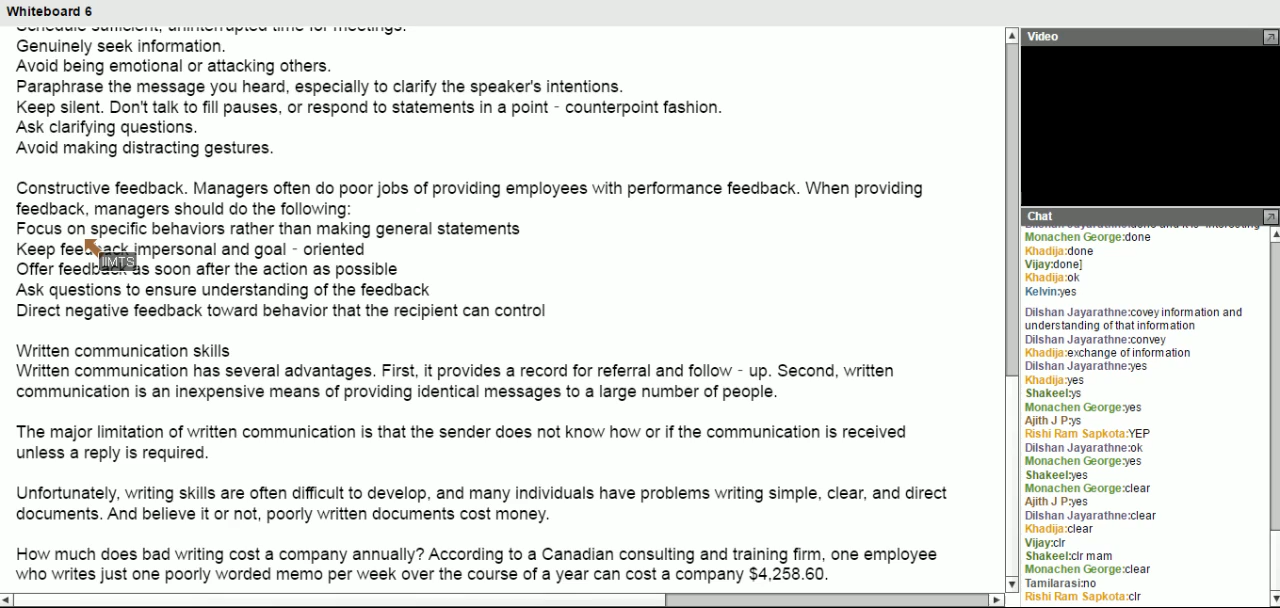 Whiteboard 6
Schedule sufficient, uninterrupted time for meetings.
Genuinely seek information.
Avoid being emotional or attacking others.
Paraphrase the message you heard, especially to clarify the speaker's intentions.
Keep silent. Don't talk to fill pauses, or respond to statements in a point - counterpoint fashion.
Ask clarifying questions.
Avoid making distracting gestures.
Constructive feedback. Managers often do poor jobs of providing employees with performance feedback. When providing
feedback, managers should do the following:
Focus on specific behaviors rather than making general statements
Keep feedback impersonal and goal - oriented
IIMTS
Offer feedback as soon after the action as possible
Ask questions to ensure understanding of the feedback
Direct negative feedback toward behavior that the recipient can control
Written communication skills
Written communication has several advantages. First, it provides a record for referral and follow - up. Second, written
communication is an inexpensive means of providing identical messages to a large number of people.
The major limitation of written communication is that the sender does not know how or if the communication is received
unless a reply is required.
Unfortunately, writing skills are often difficult to develop, and many individuals have problems writing simple, clear, and direct
documents. And believe it or not, poorly written documents cost money.
How much does bad writing cost a company annually? According to a Canadian consulting and training firm, one employee
who writes just one poorly worded memo per week over the course of a year can cost a company $4,258.60.
Video
Chat
Monachen George:done
Khadija:done
Vijay:done]
Khadija:ok
Kelvin:yes
Dilshan Jayarathne:covey information and
understanding of that information
Dilshan Jayarathne:convey
Khadija:exchange of information
Dilshan Jayarathne:yes
Khadija:yes
Shakeel:ys
Monachen George:yes
Ajith J P:ys
Rishi Ram Sapkota:YEP
Dilshan Jayarathne:ok
Monachen George:yes
Shakeel:yes
Monachen George:clear
Ajith J P:yes
Dilshan Jayarathne:clear
Khadija:clear
Vijay:clr
Shakeel:clr mam
Monachen George:clear
Tamilarasi:no
Rishi Ram Sapkota:clr